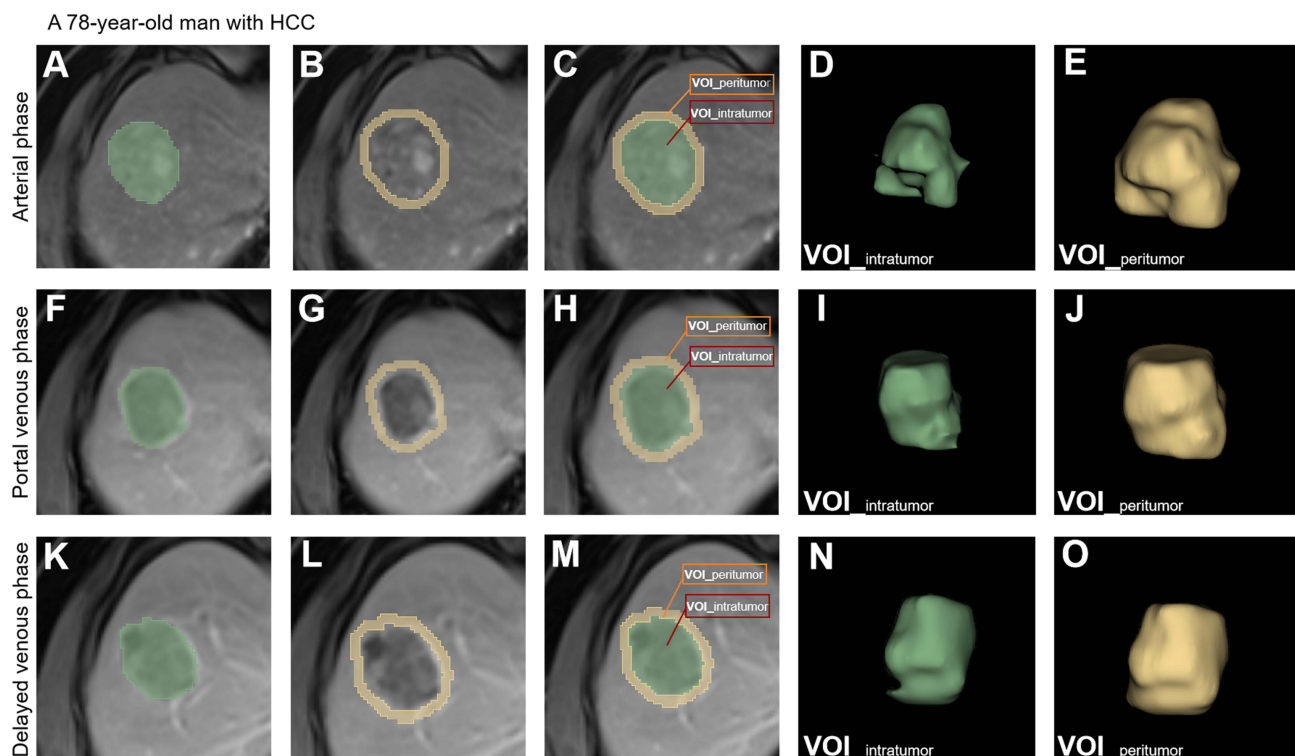 A 78-year-old man with HCC
Arterial phase
A
B
C
VOI_peritumor
VOI_intratumor
D
VOI_intratumor
E
VOI_peritumor
Portal venous phase
F
G
H
VOI_peritumor
VOI_intratumor
I
VOI_intratumor
J
VOI_peritumor
Delayed venous phase
K
L
M
VOI_peritumor
VOI_intratumor
N
VOI_intratumor
O
VOI_peritumor